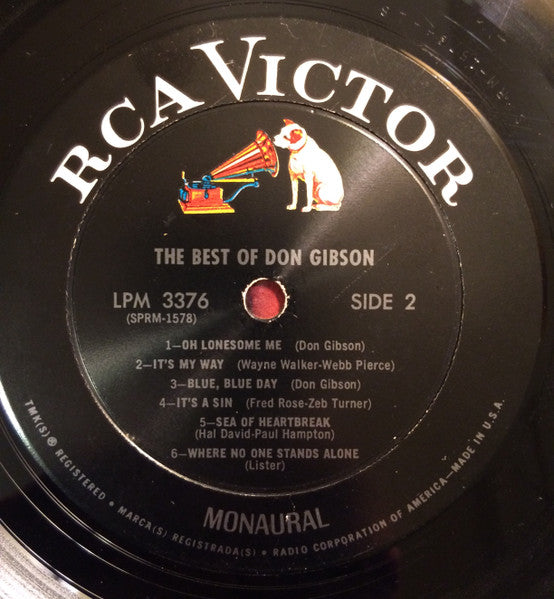 RCA VICTOR
THE BEST OF DON GIBSON
LPM 3376
(SPRM-1578)
SIDE 2
1—OH LONESOME ME (Don Gibson)
2—IT'S MY WAY (Wayne Walker-Webb Pierce)
3—BLUE, BLUE DAY (Don Gibson)
4—IT'S A SIN (Fred Rose-Zeb Turner)
5—SEA OF HEARTBREAK
(Hal David-Paul Hampton)
6—WHERE NO ONE STANDS ALONE
(Lister)
MONAURAL
TMK(S) ® REGISTERED • MARCA(S) REGISTRADA(S) • RADIO CORPORATION OF AMERICA—MADE IN U.S.A.